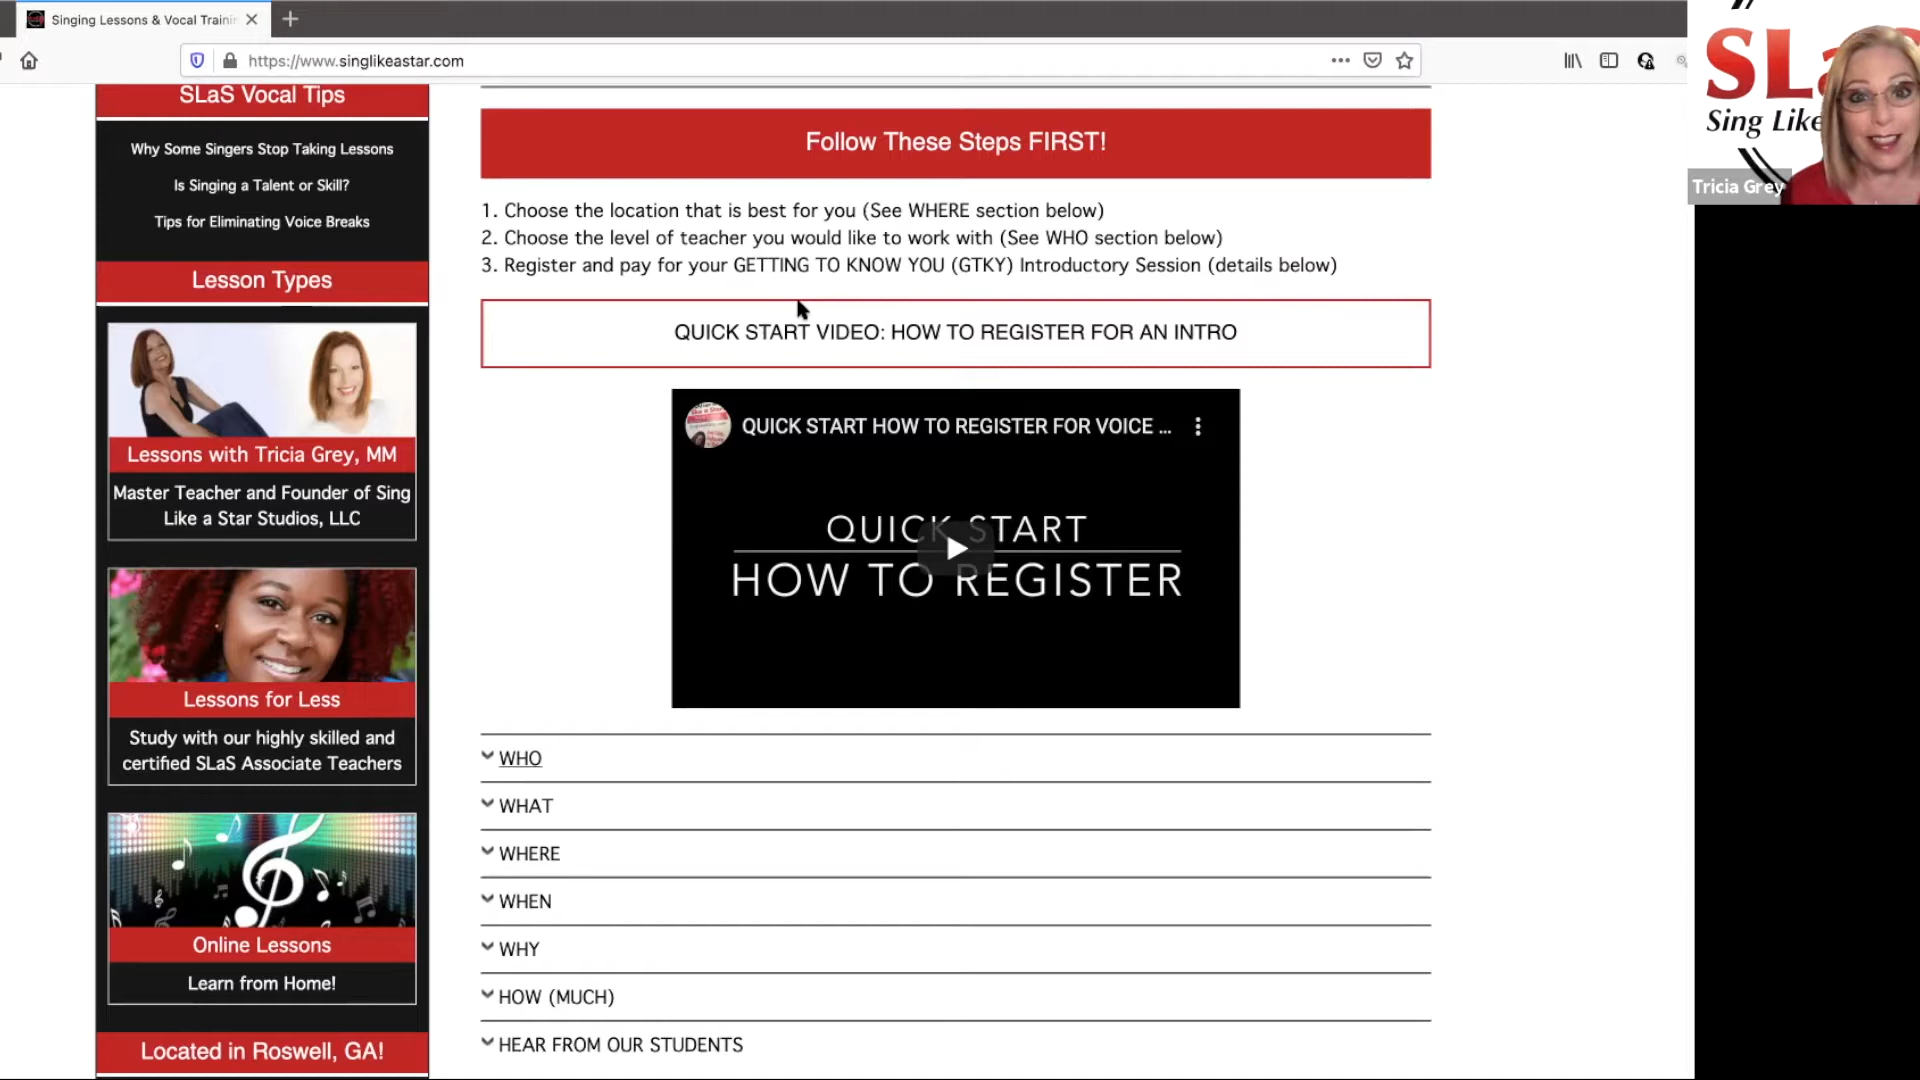 Singing Lessons & Vocal Trainin
https://www.singlikeastar.com
SLaS Vocal Tips
Why Some Singers Stop Taking Lessons
Is Singing a Talent or Skill?
Tips for Eliminating Voice Breaks
Lesson Types
Lessons with Tricia Grey, MM
Master Teacher and Founder of Sing
Like a Star Studios, LLC
Lessons for Less
Study with our highly skilled and
certified SLaS Associate Teachers
Online Lessons
Learn from Home!
Located in Roswell, GA!
Follow These Steps FIRST!
1. Choose the location that is best for you (See WHERE section below)
2. Choose the level of teacher you would like to work with (See WHO section below)
3. Register and pay for your GETTING TO KNOW YOU (GTKY) Introductory Session (details below)
QUICK START VIDEO: HOW TO REGISTER FOR AN INTRO
QUICK START HOW TO REGISTER FOR VOICE ...
QUICK START
HOW TO REGISTER
WHO
WHAT
WHERE
WHEN
WHY
HOW (MUCH)
HEAR FROM OUR STUDENTS
SLa
Sing Like
Tricia Grey